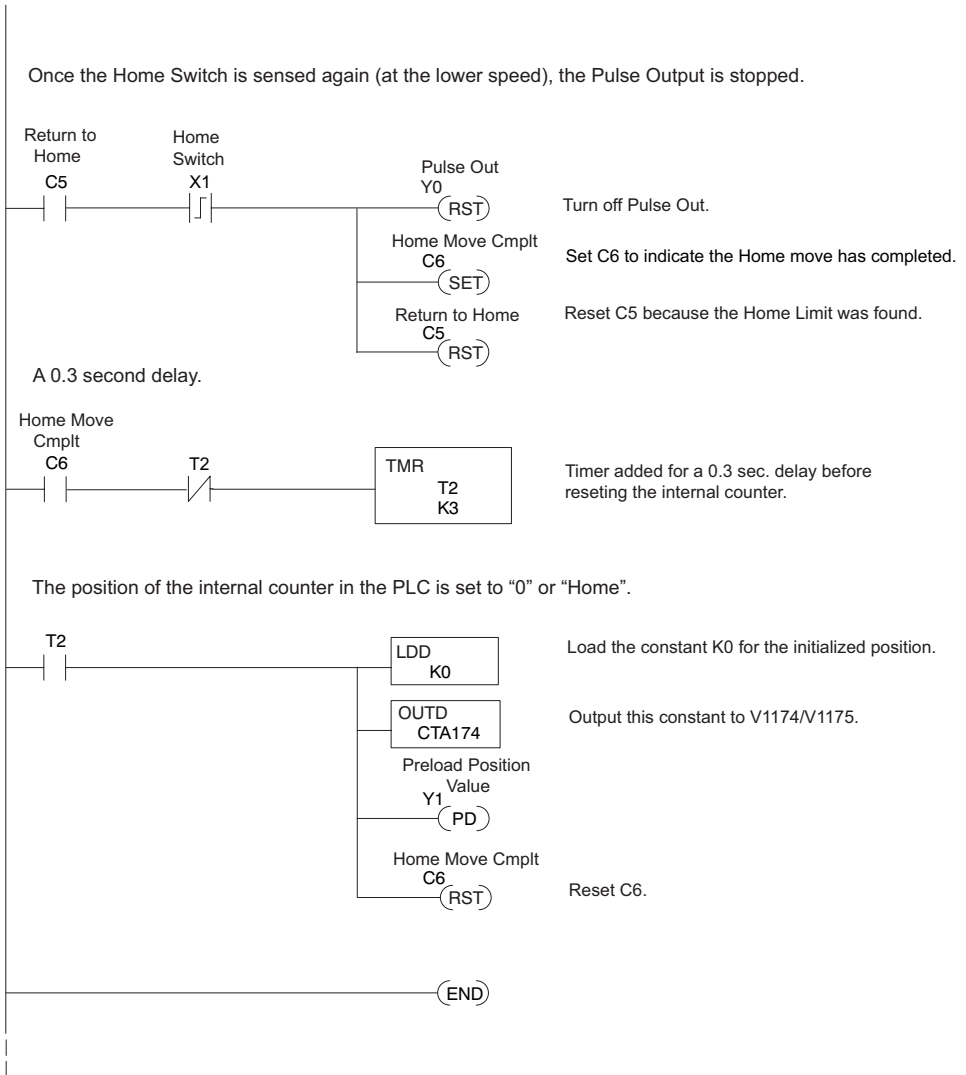 Once the Home Switch is sensed again (at the lower speed), the Pulse Output is stopped.
Return to
Home
C5
Home
Switch
X1
Pulse Out
Y0
RST
Turn off Pulse Out.
Home Move Cmplt
C6
SET
Set C6 to indicate the Home move has completed.
Return to Home
C5
RST
Reset C5 because the Home Limit was found.
A 0.3 second delay.
Home Move
Cmplt
C6
T2
TMR
T2
K3
Timer added for a 0.3 sec. delay before
reseting the internal counter.
The position of the internal counter in the PLC is set to “0” or “Home”.
T2
LDD
K0
Load the constant K0 for the initialized position.
OUTD
CTA174
Output this constant to V1174/V1175.
Preload Position
Value
Y1
PD
Home Move Cmplt
C6
RST
Reset C6.
END